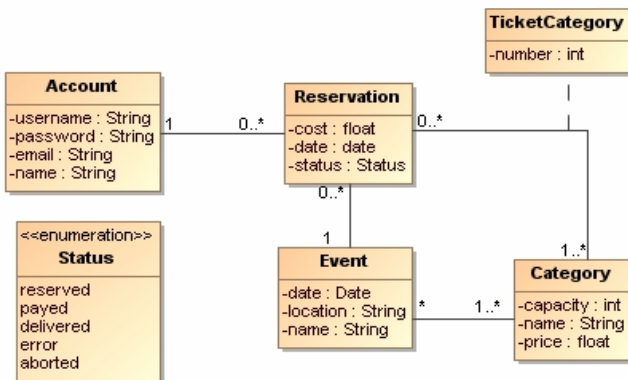 TicketCategory
-number : int
Account
-username : String
-password : String
-email : String
-name : String
1
0..*
Reservation
-cost : float
-date : date
-status : Status
0..*
0..*
1
1..*
<<enumeration>>
Status
reserved
payed
delivered
error
aborted
Event
-date : Date
-location : String
-name : String
*
1..*
Category
-capacity : int
-name : String
-price : float